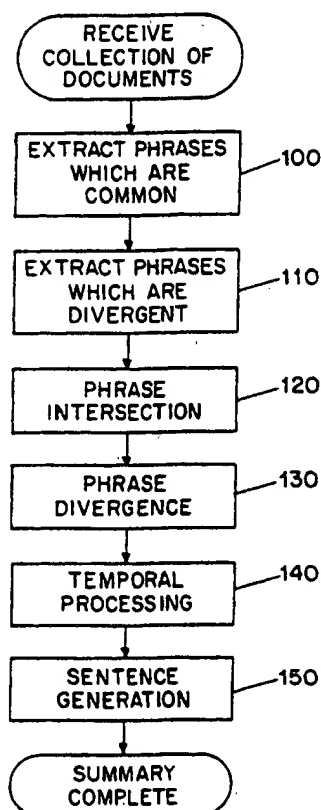 RECEIVE
COLLECTION OF
DOCUMENTS
EXTRACT PHRASES
WHICH ARE
COMMON
100
EXTRACT PHRASES
WHICH ARE
DIVERGENT
110
PHRASE
INTERSECTION
120
PHRASE
DIVERGENCE
130
TEMPORAL
PROCESSING
140
SENTENCE
GENERATION
150
SUMMARY
COMPLETE